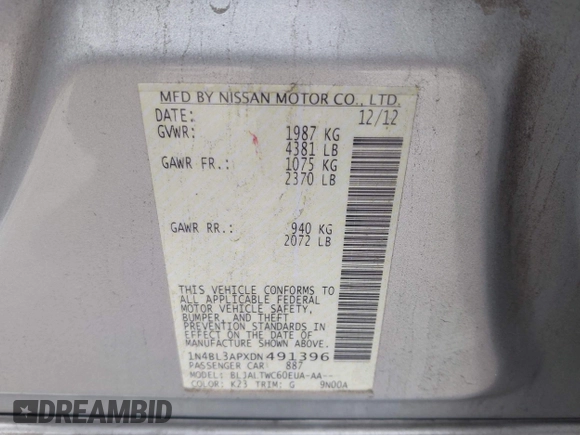 MFD BY NISSAN MOTOR CO., LTD.
DATE: 12/12
GVWR: 1987 KG
4381 LB
GAWR FR.: 1075 KG
2370 LB
GAWR RR.: 940 KG
2072 LB
THIS VEHICLE CONFORMS TO
ALL APPLICABLE FEDERAL
MOTOR VEHICLE SAFETY,
BUMPER, AND THEFT
PREVENTION STANDARDS
IN EFFECT ON THE DATE OF
MANUFACTURE SHOWN ABOVE.
1N4BL3APXDN491396
PASSENGER CAR 887
MODEL: BL3ALTWC60EUA-AA--
COLOR: K23 TRIM: G 9N00A
DREAMBID